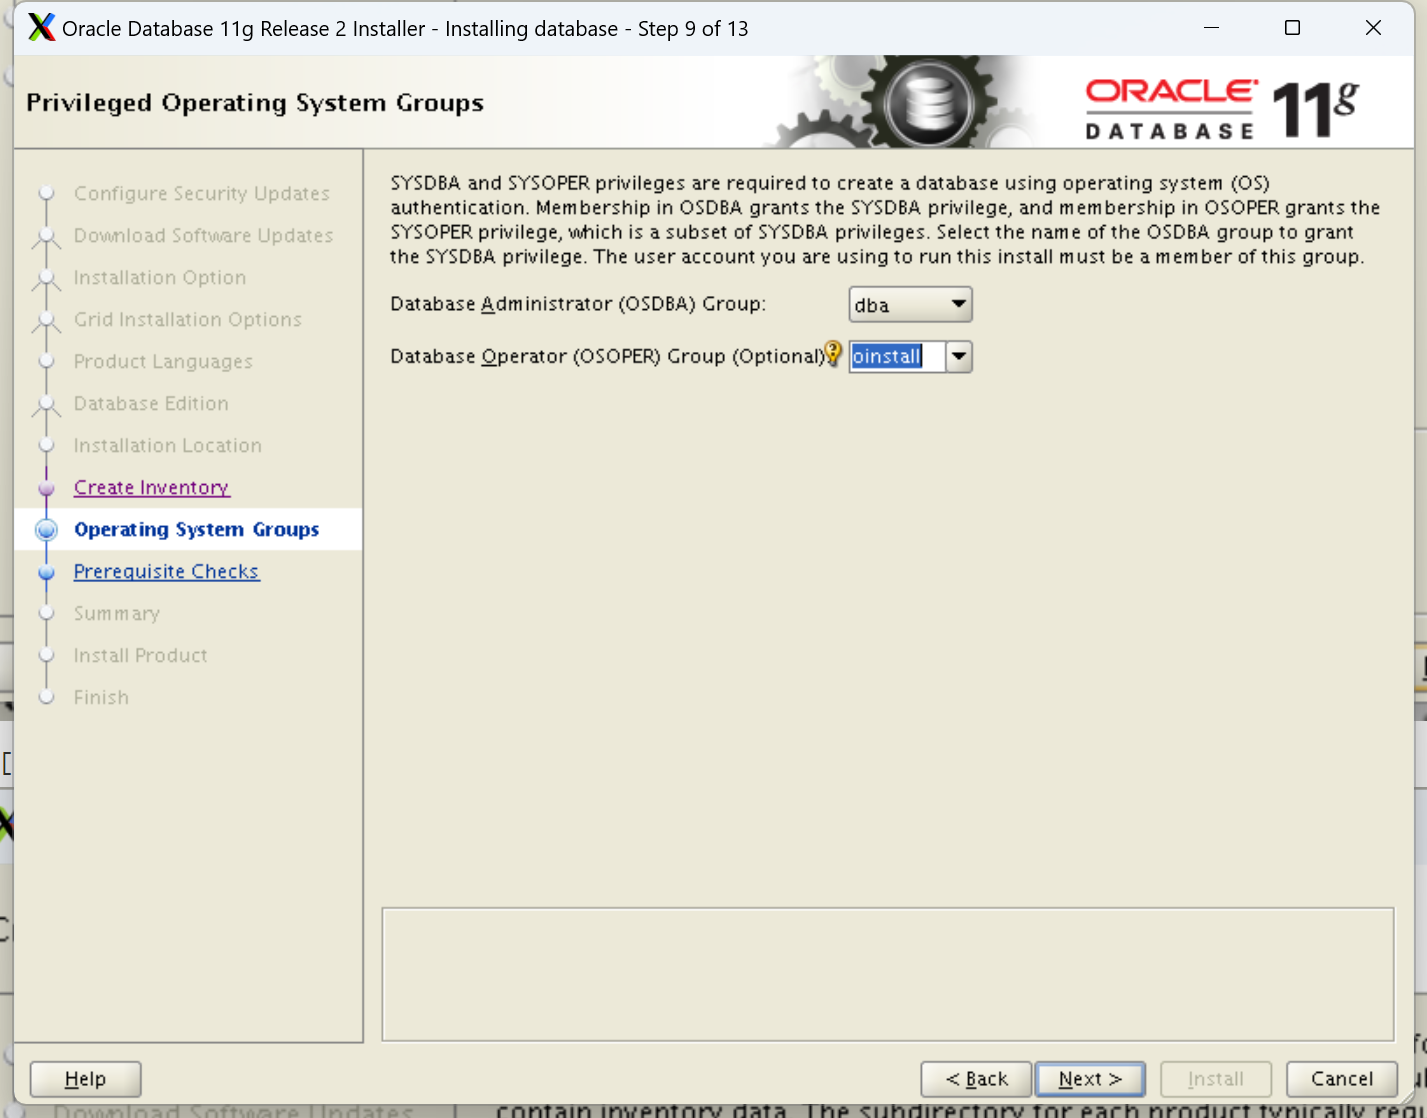 Oracle Database 11g Release 2 Installer - Installing database - Step 9 of 13
Privileged Operating System Groups
ORACLE
DATABASE
11g
Configure Security Updates
Download Software Updates
Installation Option
Grid Installation Options
Product Languages
Database Edition
Installation Location
Create Inventory
Operating System Groups
Prerequisite Checks
Summary
Install Product
Finish
SYSDBA and SYSOPER privileges are required to create a database using operating system (OS)
authentication. Membership in OSDBA grants the SYSDBA privilege, and membership in OSOPER grants the
SYSOPER privilege, which is a subset of SYSDBA privileges. Select the name of the OSDBA group to grant
the SYSDBA privilege. The user account you are using to run this install must be a member of this group.
Database Administrator (OSDBA) Group: dba
Database Operator (OSOPER) Group (Optional) oinstall
Help
< Back
Next >
Install
Cancel
Download Software Updates
contain inventory data. The subdirectory for each product typically